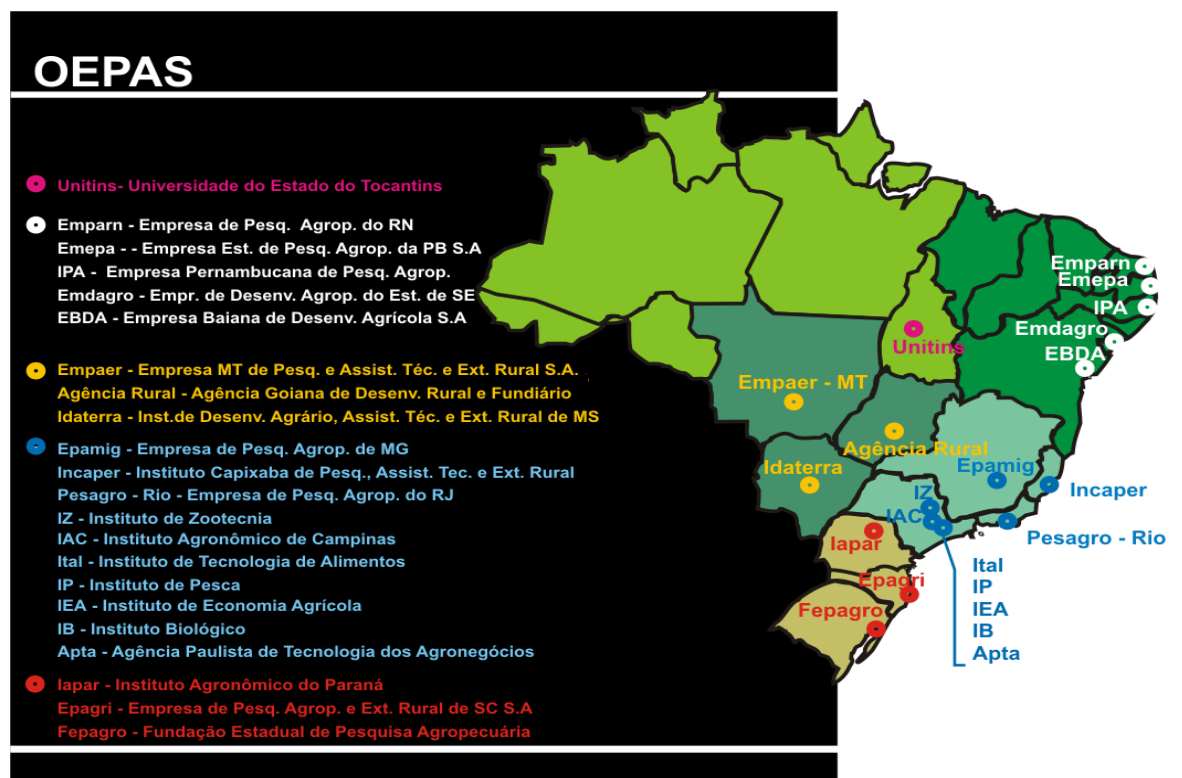 OEPAS
Unitins- Universidade do Estado do Tocantins
Emparn - Empresa de Pesq. Agrop. do RN
Emepa - - Empresa Est. de Pesq. Agrop. da PB S.A
IPA - Empresa Pernambucana de Pesq. Agrop.
Emdagro - Empr. de Desenv. Agrop. do Est. de SE
EBDA - Empresa Baiana de Desenv. Agrícola S.A
Empaer - Empresa MT de Pesq. e Assist. Téc. e Ext. Rural S.A.
Agência Rural - Agência Goiana de Desenv. Rural e Fundiário
Idaterra - Inst.de Desenv. Agrário, Assist. Téc. e Ext. Rural de MS
Epamig - Empresa de Pesq. Agrop. de MG
Incaper - Instituto Capixaba de Pesq., Assist. Tec. e Ext. Rural
Pesagro - Rio - Empresa de Pesq. Agrop. do RJ
IZ - Instituto de Zootecnia
IAC - Instituto Agronômico de Campinas
Ital - Instituto de Tecnologia de Alimentos
IP - Instituto de Pesca
IEA - Instituto de Economia Agrícola
IB - Instituto Biológico
Apta - Agência Paulista de Tecnologia dos Agronegócios
Iapar - Instituto Agronômico do Paraná
Epagri - Empresa de Pesq. Agrop. e Ext. Rural de SC S.A
Fepagro - Fundação Estadual de Pesquisa Agropecuária
Emparn
Emepa
IPA
Emdagro
Unitins
EBDA
Empaer - MT
Agência Rural
Idaterra
Epamig
Incaper
IZ
IAC
Pesagro - Rio
Iapar
Ital
Epagri
IP
Fepagro
IEA
IB
Apta